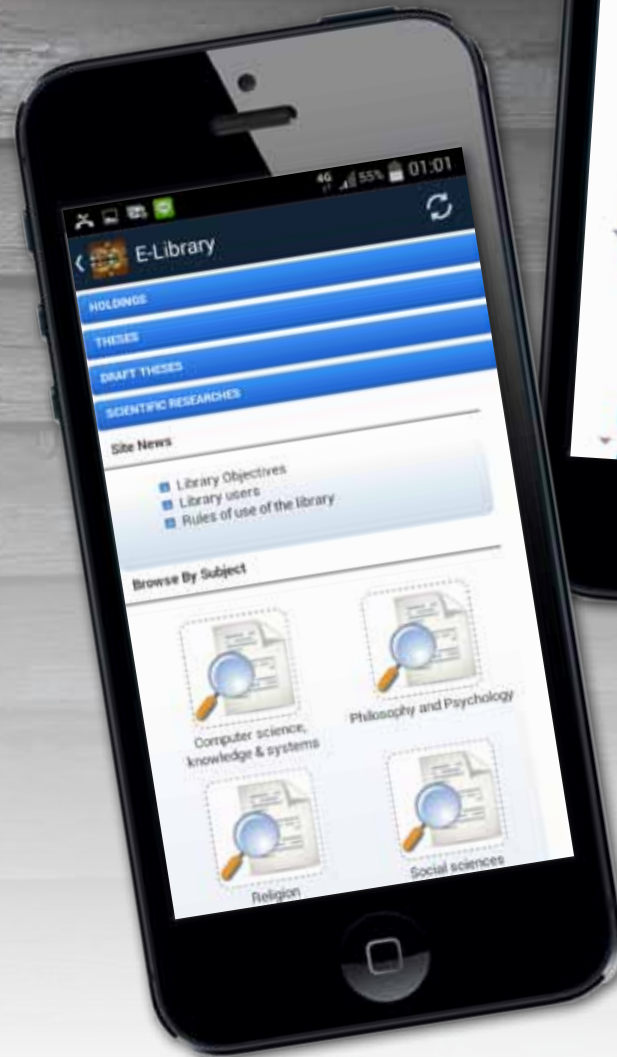 4G 55% 01:01
E-Library
HOLDINGS
THESES
DRAFT THESES
SCIENTIFIC RESEARCHES
Site News
Library Objectives
Library users
Rules of use of the library
Browse By Subject
Computer science,
knowledge & systems
Philosophy and Psychology
Religion
Social sciences